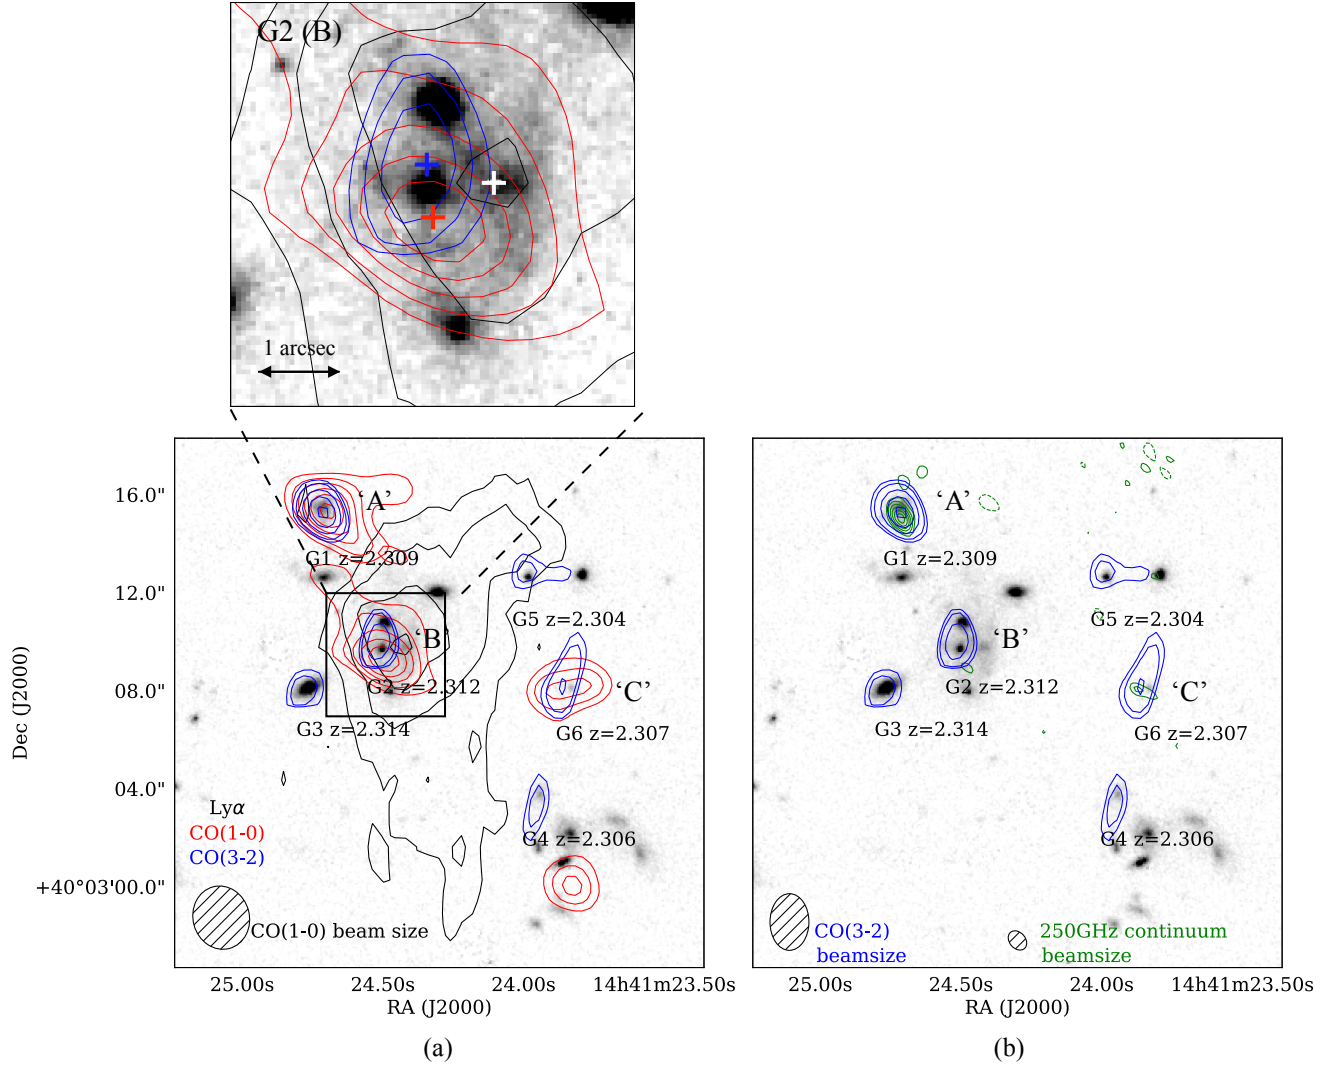 G2 (B)
1 arcsec
16.0"
12.0"
08.0"
04.0"
+40°03'00.0"
Dec (J2000)
'A'
G1 z=2.309
'B'
G2 z=2.312
G3 z=2.314
G5 z=2.304
'C'
G6 z=2.307
G4 z=2.306
Lyα
CO(1-0)
CO(3-2)
CO(1-0) beam size
25.00s 24.50s 24.00s 14h41m23.50s
RA (J2000)
(a)
'A'
G1 z=2.309
'B'
G2 z=2.312
G3 z=2.314
G5 z=2.304
'C'
G6 z=2.307
G4 z=2.306
CO(3-2)
beamsize
250GHz continuum
beamsize
25.00s 24.50s 24.00s 14h41m23.50s
RA (J2000)
(b)